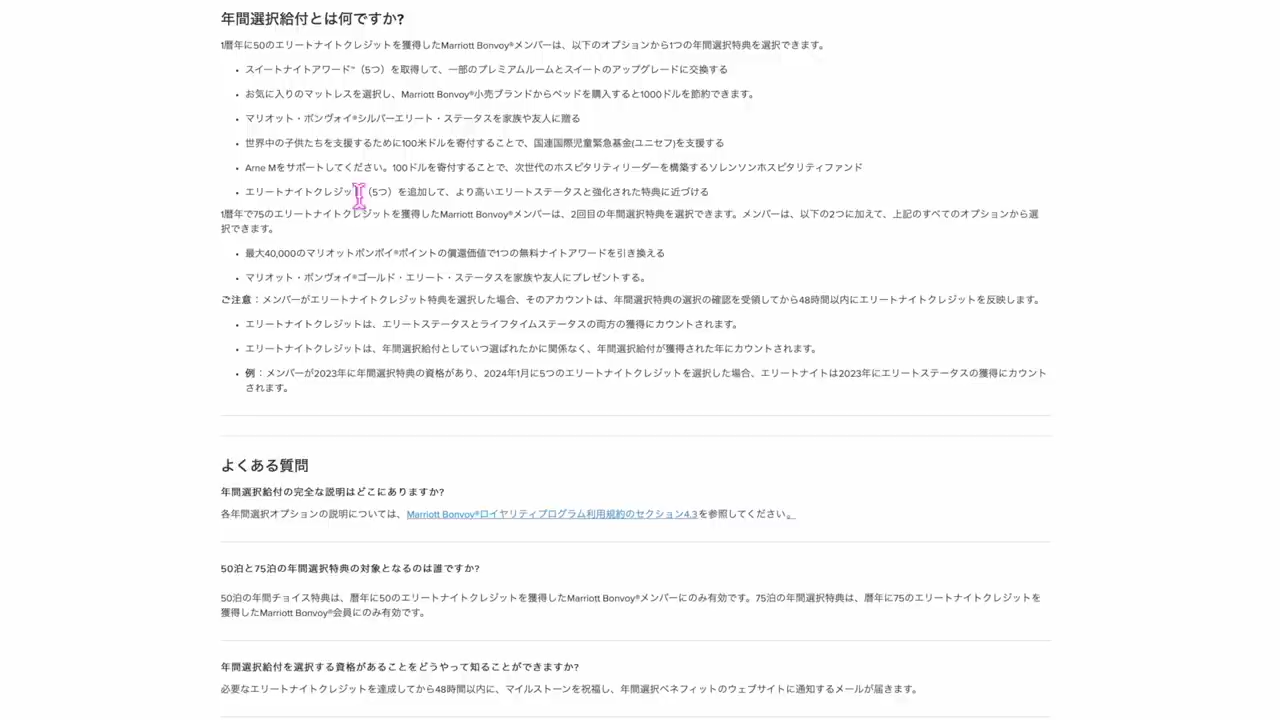 年間選択給付とは何ですか?
1暦年に50のエリートナイトクレジットを獲得したMarriott Bonvoy®メンバーは、以下のオプションから1つの年間選択特典を選択できます。
• スイートナイトアワード™（5つ）を取得して、一部のプレミアムルームとスイートのアップグレードに交換する
• お気に入りのマットレスを選択し、Marriott Bonvoy®小売ブランドからベッドを購入すると1000ドルを節約できます。
• マリオット・ボンヴォイ®シルバーエリート・ステータスを家族や友人に贈る
• 世界中の子供たちを支援するために100米ドルを寄付することで、国連国際児童緊急基金(ユニセフ)を支援する
• Arne Mをサポートしてください。100ドルを寄付することで、次世代のホスピタリティリーダーを構築するソレンソンホスピタリティファンド
• エリートナイトクレジット（5つ）を追加して、より高いエリートステータスと強化された特典に近づける
1暦年で75のエリートナイトクレジットを獲得したMarriott Bonvoy®メンバーは、2回目の年間選択特典を選択できます。メンバーは、以下の2つに加えて、上記のすべてのオプションから選
択できます。
• 最大40,000のマリオットボンボイ®ポイントの償還価値で1つの無料ナイトアワードを引き換える
• マリオット・ボンヴォイ®ゴールド・エリート・ステータスを家族や友人にプレゼントする。
ご注意：メンバーがエリートナイトクレジット特典を選択した場合、そのアカウントは、年間選択特典の選択の確認を受領してから48時間以内にエリートナイトクレジットを反映します。
• エリートナイトクレジットは、エリートステータスとライフタイムステータスの両方の獲得にカウントされます。
• エリートナイトクレジットは、年間選択給付としていつ選ばれたかに関係なく、年間選択給付が獲得された年にカウントされます。
• 例：メンバーが2023年に年間選択特典の資格があり、2024年1月に5つのエリートナイトクレジットを選択した場合、エリートナイトは2023年にエリートステータスの獲得にカウント
されます。
よくある質問
年間選択給付の完全な説明はどこにありますか?
各年間選択オプションの説明については、Marriott Bonvoy®ロイヤリティプログラム利用規約のセクション4.3を参照してください。
50泊と75泊の年間選択特典の対象となるのは誰ですか?
50泊の年間チョイス特典は、暦年に50のエリートナイトクレジットを獲得したMarriott Bonvoy®メンバーにのみ有効です。75泊の年間選択特典は、暦年に75のエリートナイトクレジットを
獲得したMarriott Bonvoy®会員にのみ有効です。
年間選択給付を選択する資格があることをどうやって知ることができますか?
必要なエリートナイトクレジットを達成してから48時間以内に、マイルストーンを祝福し、年間選択ベネフィットのウェブサイトに通知するメールが届きます。